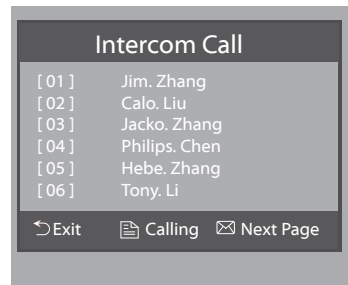 Intercom Call
[ 01 ] Jim. Zhang
[ 02 ] Calo. Liu
[ 03 ] Jacko. Zhang
[ 04 ] Philips. Chen
[ 05 ] Hebe. Zhang
[ 06 ] Tony. Li
Exit Calling Next Page